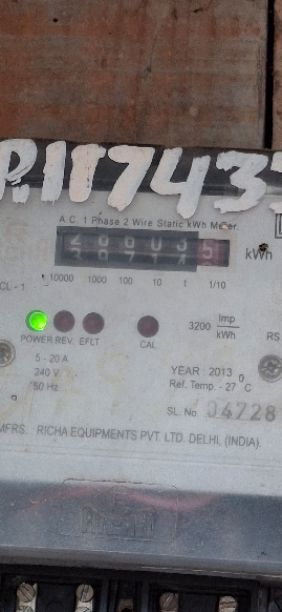 A.C. 1 Phase 2 Wire Static kWh Meter.
5 kWh
CL - 1 10000 1000 100 10 1 1/10
3200 Imp
kWh
POWER REV. EFLT CAL RS
5 - 20 A
240 V
50 Hz
YEAR : 2013
Ref. Temp. - 27 °C
SL. No. 04728
MFRS. RICHA EQUIPMENTS PVT. LTD. DELHI, (INDIA).